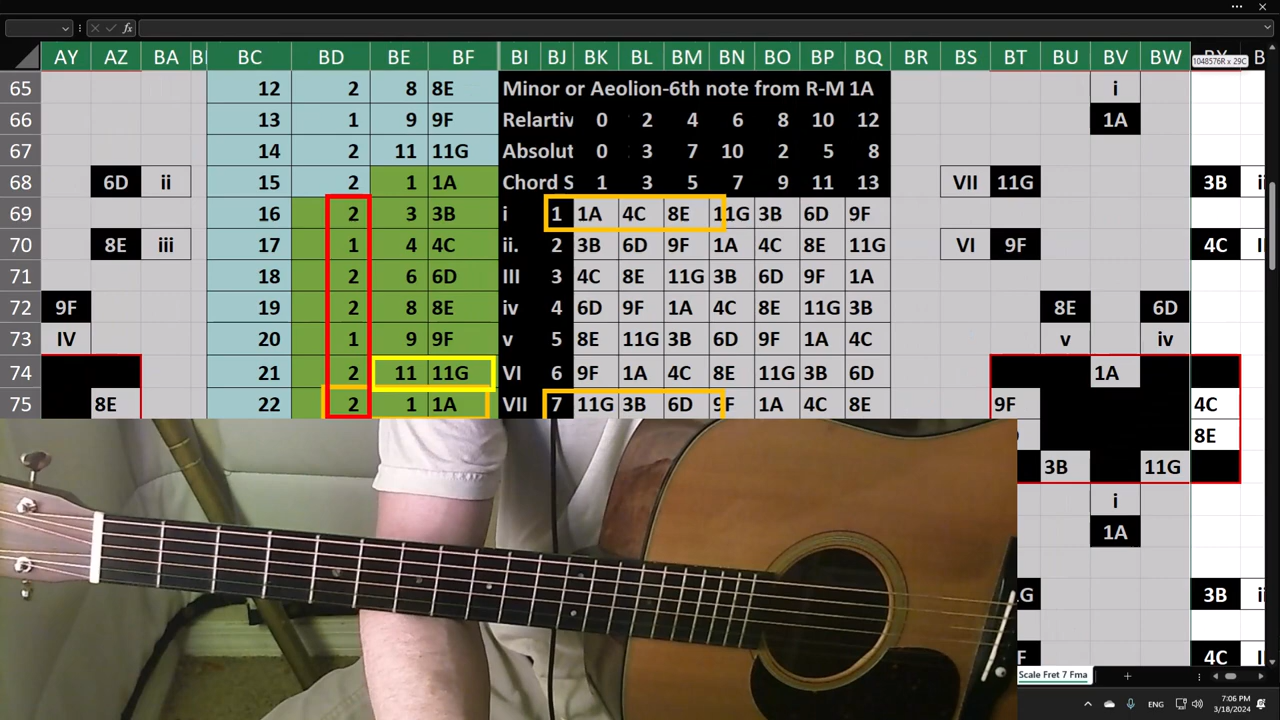 fx
AY AZ BA BC BD BE BF BI BJ BK BL BM BN BO BP BQ BR BS BT BU BV BW
1048576R x 29C
65 12 2 8 8E Minor or Aeolion-6th note from R-M 1A i
66 13 1 9 9F Relartiv 0 2 4 6 8 10 12 1A
67 14 2 11 11G Absolut 0 3 7 10 2 5 8
68 6D ii 15 2 1 1A Chord S 1 3 5 7 9 11 13 VII 11G 3B
69 16 2 3 3B i 1 1A 4C 8E 11G 3B 6D 9F
70 8E iii 17 1 4 4C ii. 2 3B 6D 9F 1A 4C 8E 11G VI 9F 4C
71 18 2 6 6D III 3 4C 8E 11G 3B 6D 9F 1A
72 9F 19 2 8 8E iv 4 6D 9F 1A 4C 8E 11G 3B 8E 6D
73 IV 20 1 9 9F v 5 8E 11G 3B 6D 9F 1A 4C v iv
74 21 2 11 11G VI 6 9F 1A 4C 8E 11G 3B 6D 1A
75 8E 22 2 1 1A VII 7 11G 3B 6D 9F 1A 4C 8E 9F 4C
8E
3B 11G
i
1A
3B
4C
Scale Fret 7 Fma
ENG 7:06 PM
3/18/2024